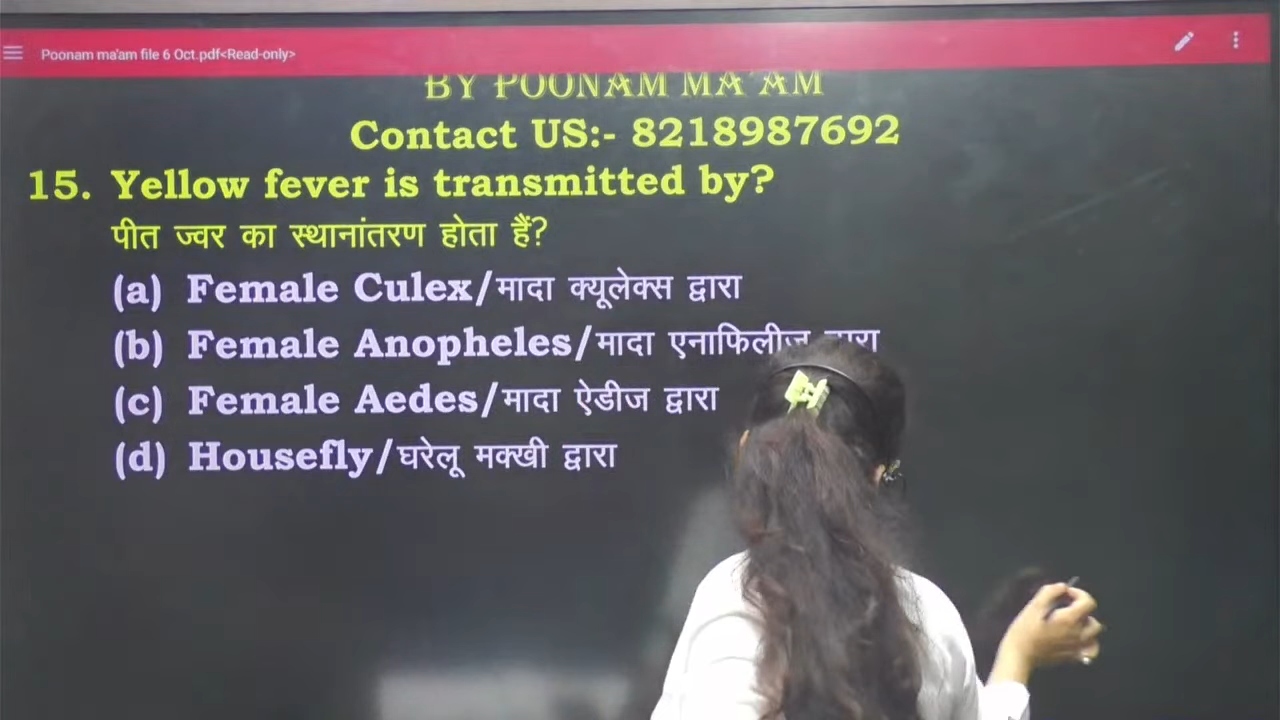 Poonam ma'am file 6 Oct.pdf<Read-only>
BY POONAM MA'AM
Contact US:- 8218987692
15. Yellow fever is transmitted by?
पीत ज्वर का स्थानांतरण होता हैं?
(a) Female Culex/मादा क्यूलेक्स द्वारा
(b) Female Anopheles/मादा एनाफिलीज द्वारा
(c) Female Aedes/मादा ऐडीज द्वारा
(d) Housefly/घरेलू मक्खी द्वारा